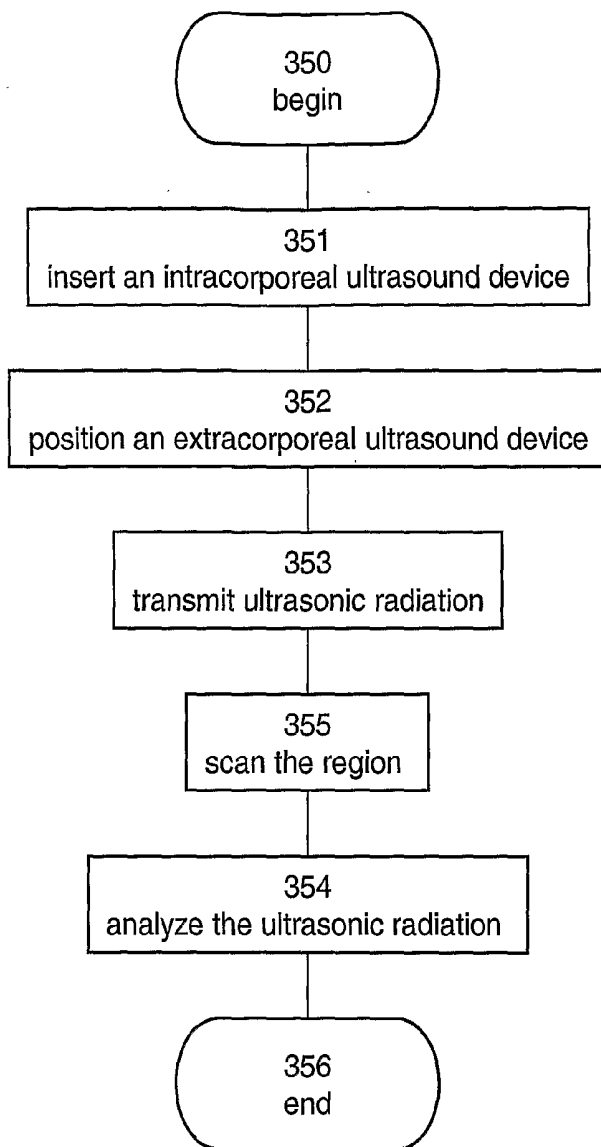 350
begin
351
insert an intracorporeal ultrasound device
352
position an extracorporeal ultrasound device
353
transmit ultrasonic radiation
355
scan the region
354
analyze the ultrasonic radiation
356
end